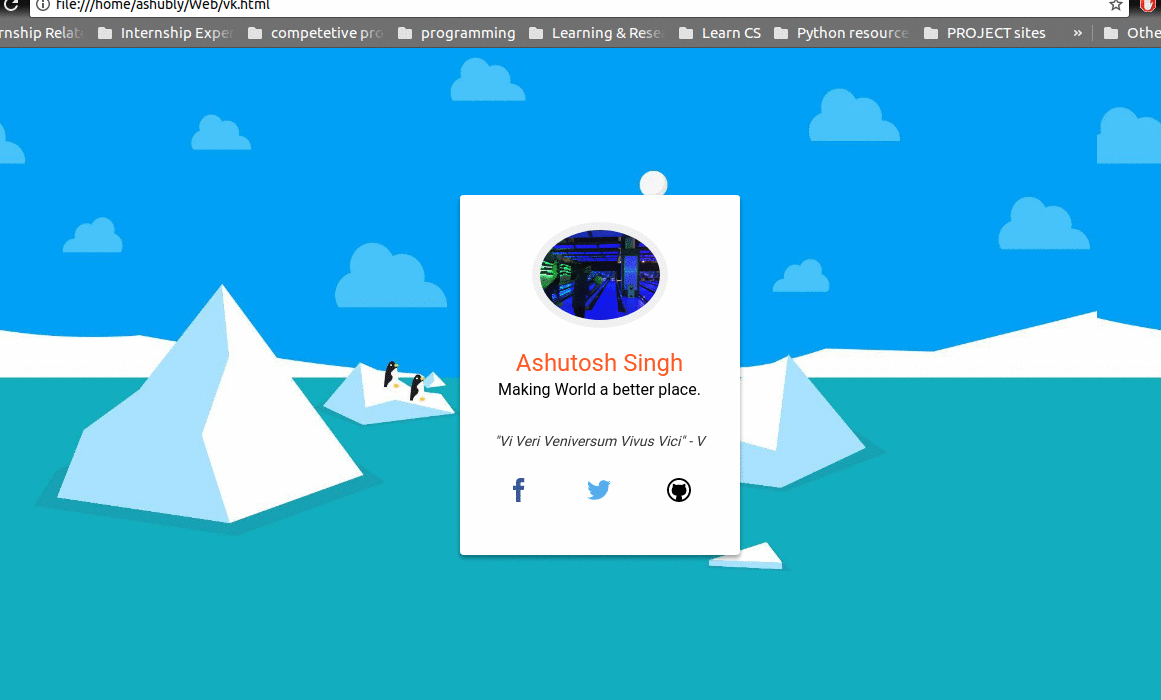 file:///home/ashubly/Web/vk.html
rnship Relat Internship Exper competetive pro programming Learning & Rese Learn CS Python resource PROJECT sites » Othe
Ashutosh Singh
Making World a better place.
"Vi Veri Veniversum Vivus Vici" - V